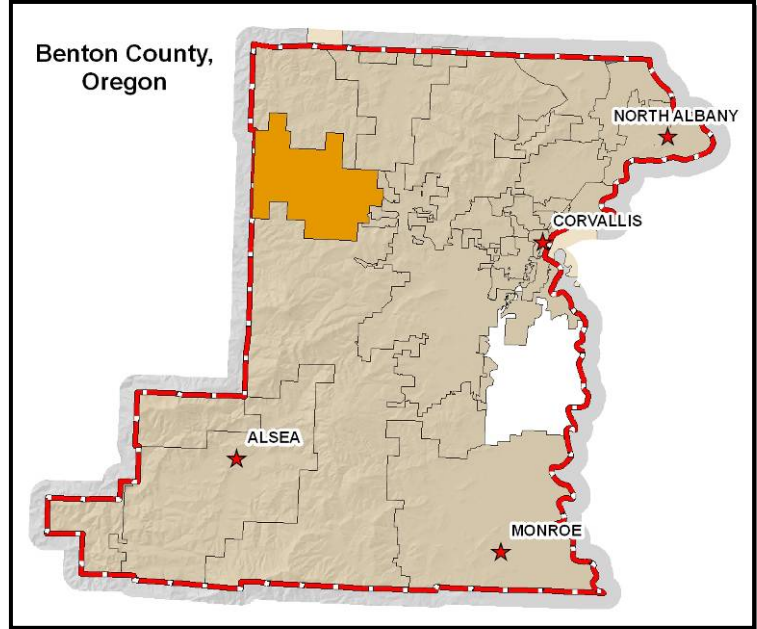 Benton County,
Oregon
NORTH ALBANY
CORVALLIS
ALSEA
MONROE